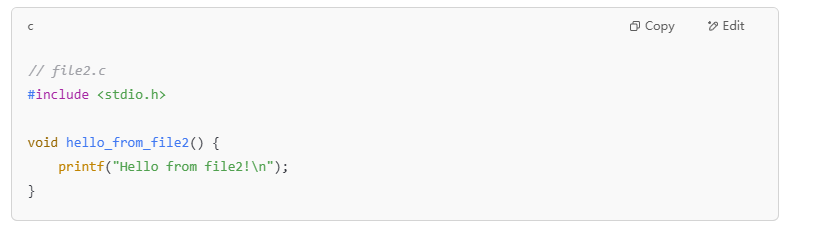 c
Copy
Edit
// file2.c
#include <stdio.h>
void hello_from_file2() {
    printf("Hello from file2!\n");
}